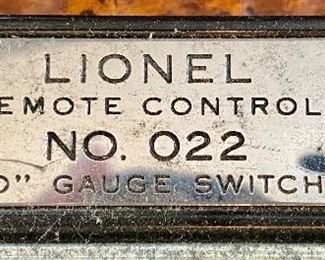 LIONEL
EMOTE CONTROL
NO. 022
O” GAUGE SWITCH